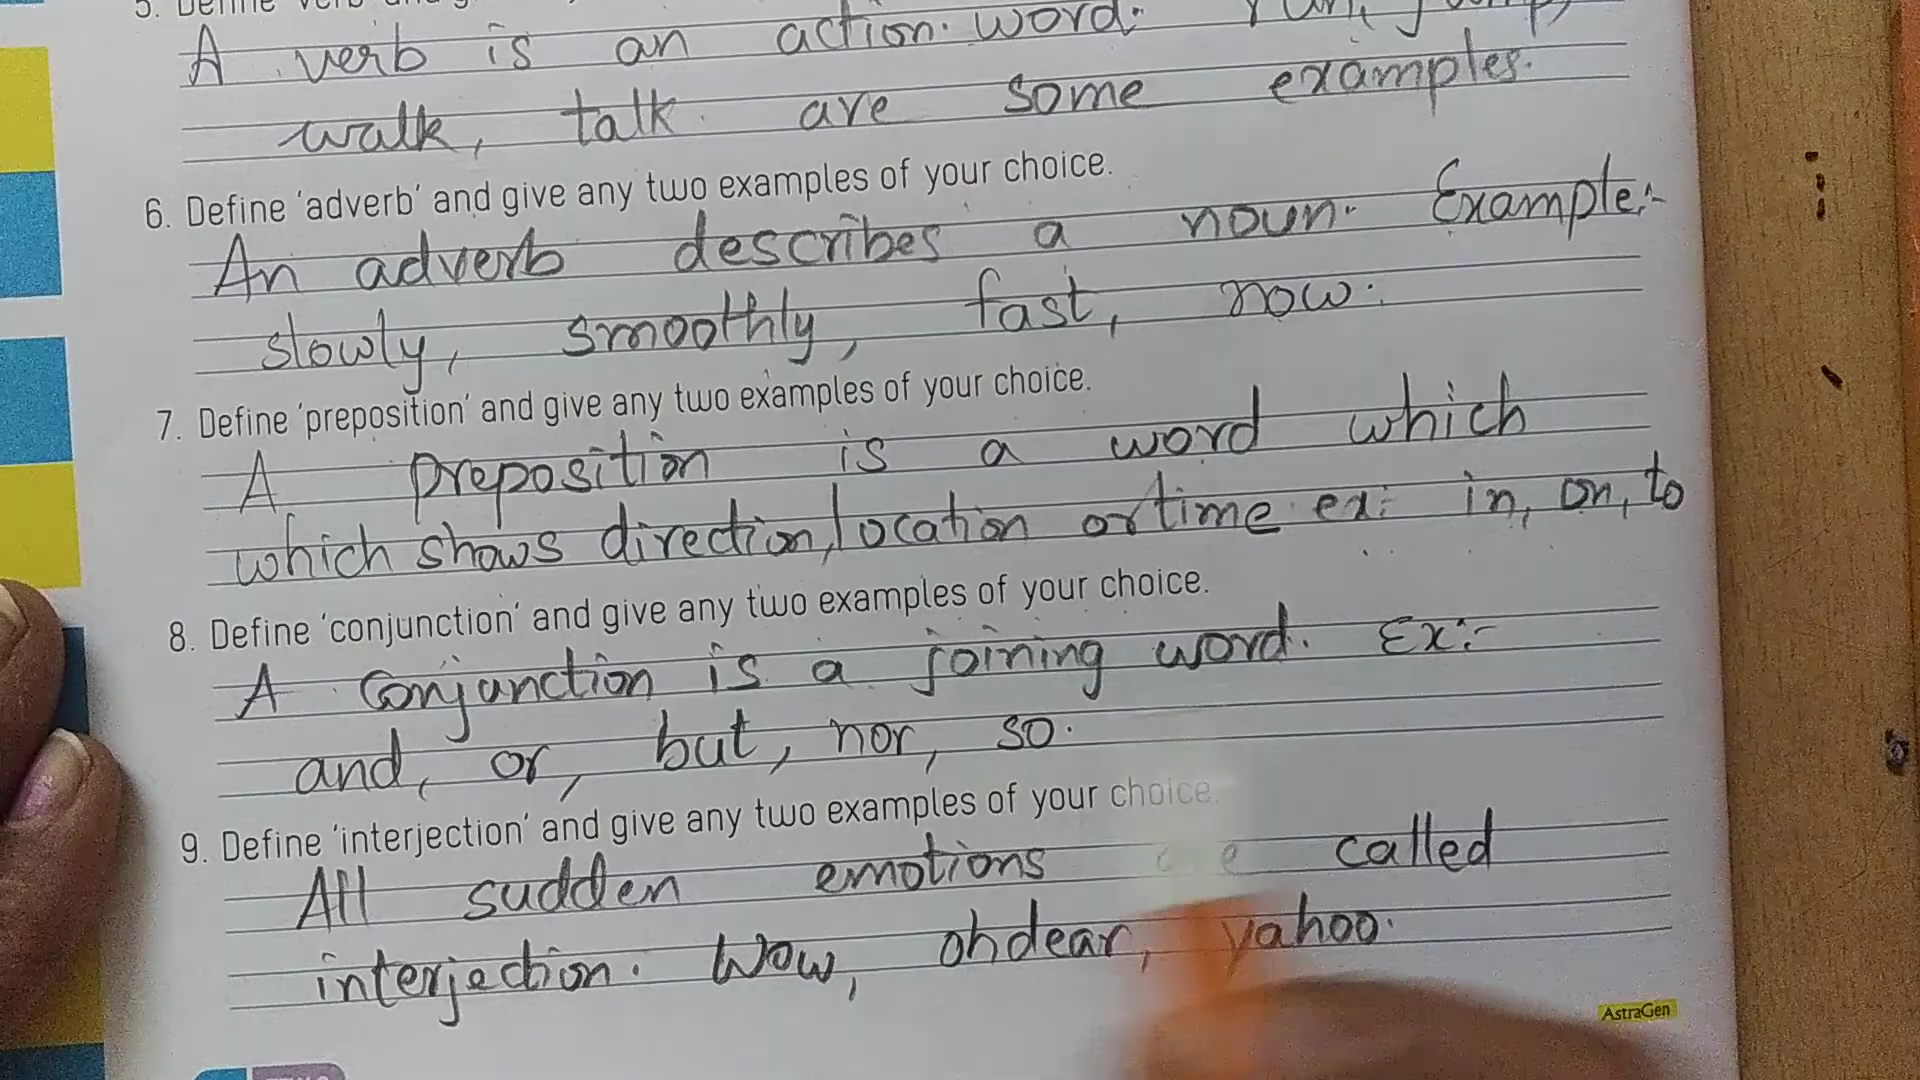 A verb is an action. word.
walk, talk are some examples.
6. Define 'adverb' and give any two examples of your choice.
An adverb describes a noun. Example:-
slowly, smoothly, fast, now.
7. Define 'preposition' and give any two examples of your choice.
A preposition is a word which
which shows direction, location or time ex: in, on, to
8. Define 'conjunction' and give any two examples of your choice.
A Conjunction is a joining word. Ex:-
and, or, but, nor, so.
9. Define 'interjection' and give any two examples of your choice.
All sudden emotions called
interjection. Wow, ohdear, yahoo.
AstraGen